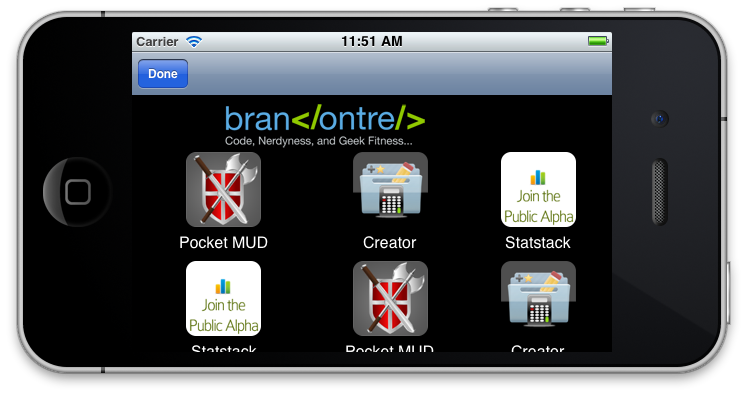 Carrier 11:51 AM
Done
bran</ontre/>
Code, Nerdyness, and Geek Fitness...
Pocket MUD Creator Join the
Public Alpha
Statstack
Join the
Public Alpha
Statstack Pocket MUD Creator